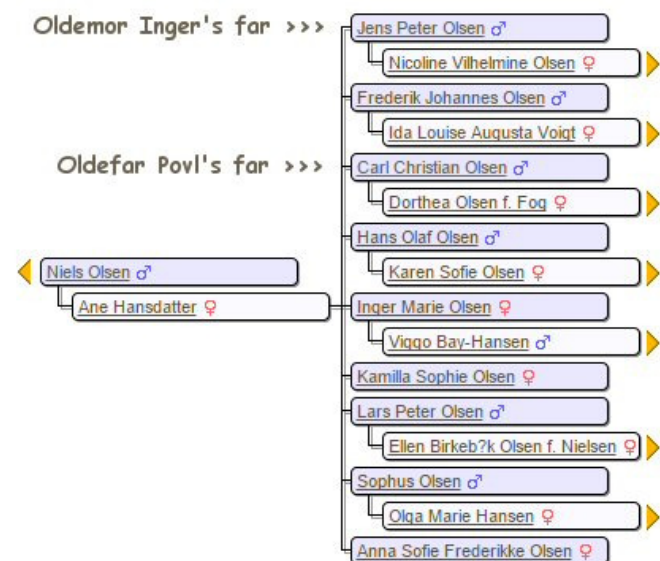 Oldemor Inger's far >>> Jens Peter Olsen ♂
Nicoline Vilhelmine Olsen ♀
Frederik Johannes Olsen ♂
Ida Louise Augusta Voigt ♀
Oldefar Povl's far >>> Carl Christian Olsen ♂
Dorthea Olsen f. Fog ♀
Hans Olaf Olsen ♂
Niels Olsen ♂
Karen Sofie Olsen ♀
Ane Hansdatter ♀
Inger Marie Olsen ♀
Viggo Bay-Hansen ♂
Kamilla Sophie Olsen ♀
Lars Peter Olsen ♂
Ellen Birkeb?k Olsen f. Nielsen ♀
Sophus Olsen ♂
Olga Marie Hansen ♀
Anna Sofie Frederikke Olsen ♀